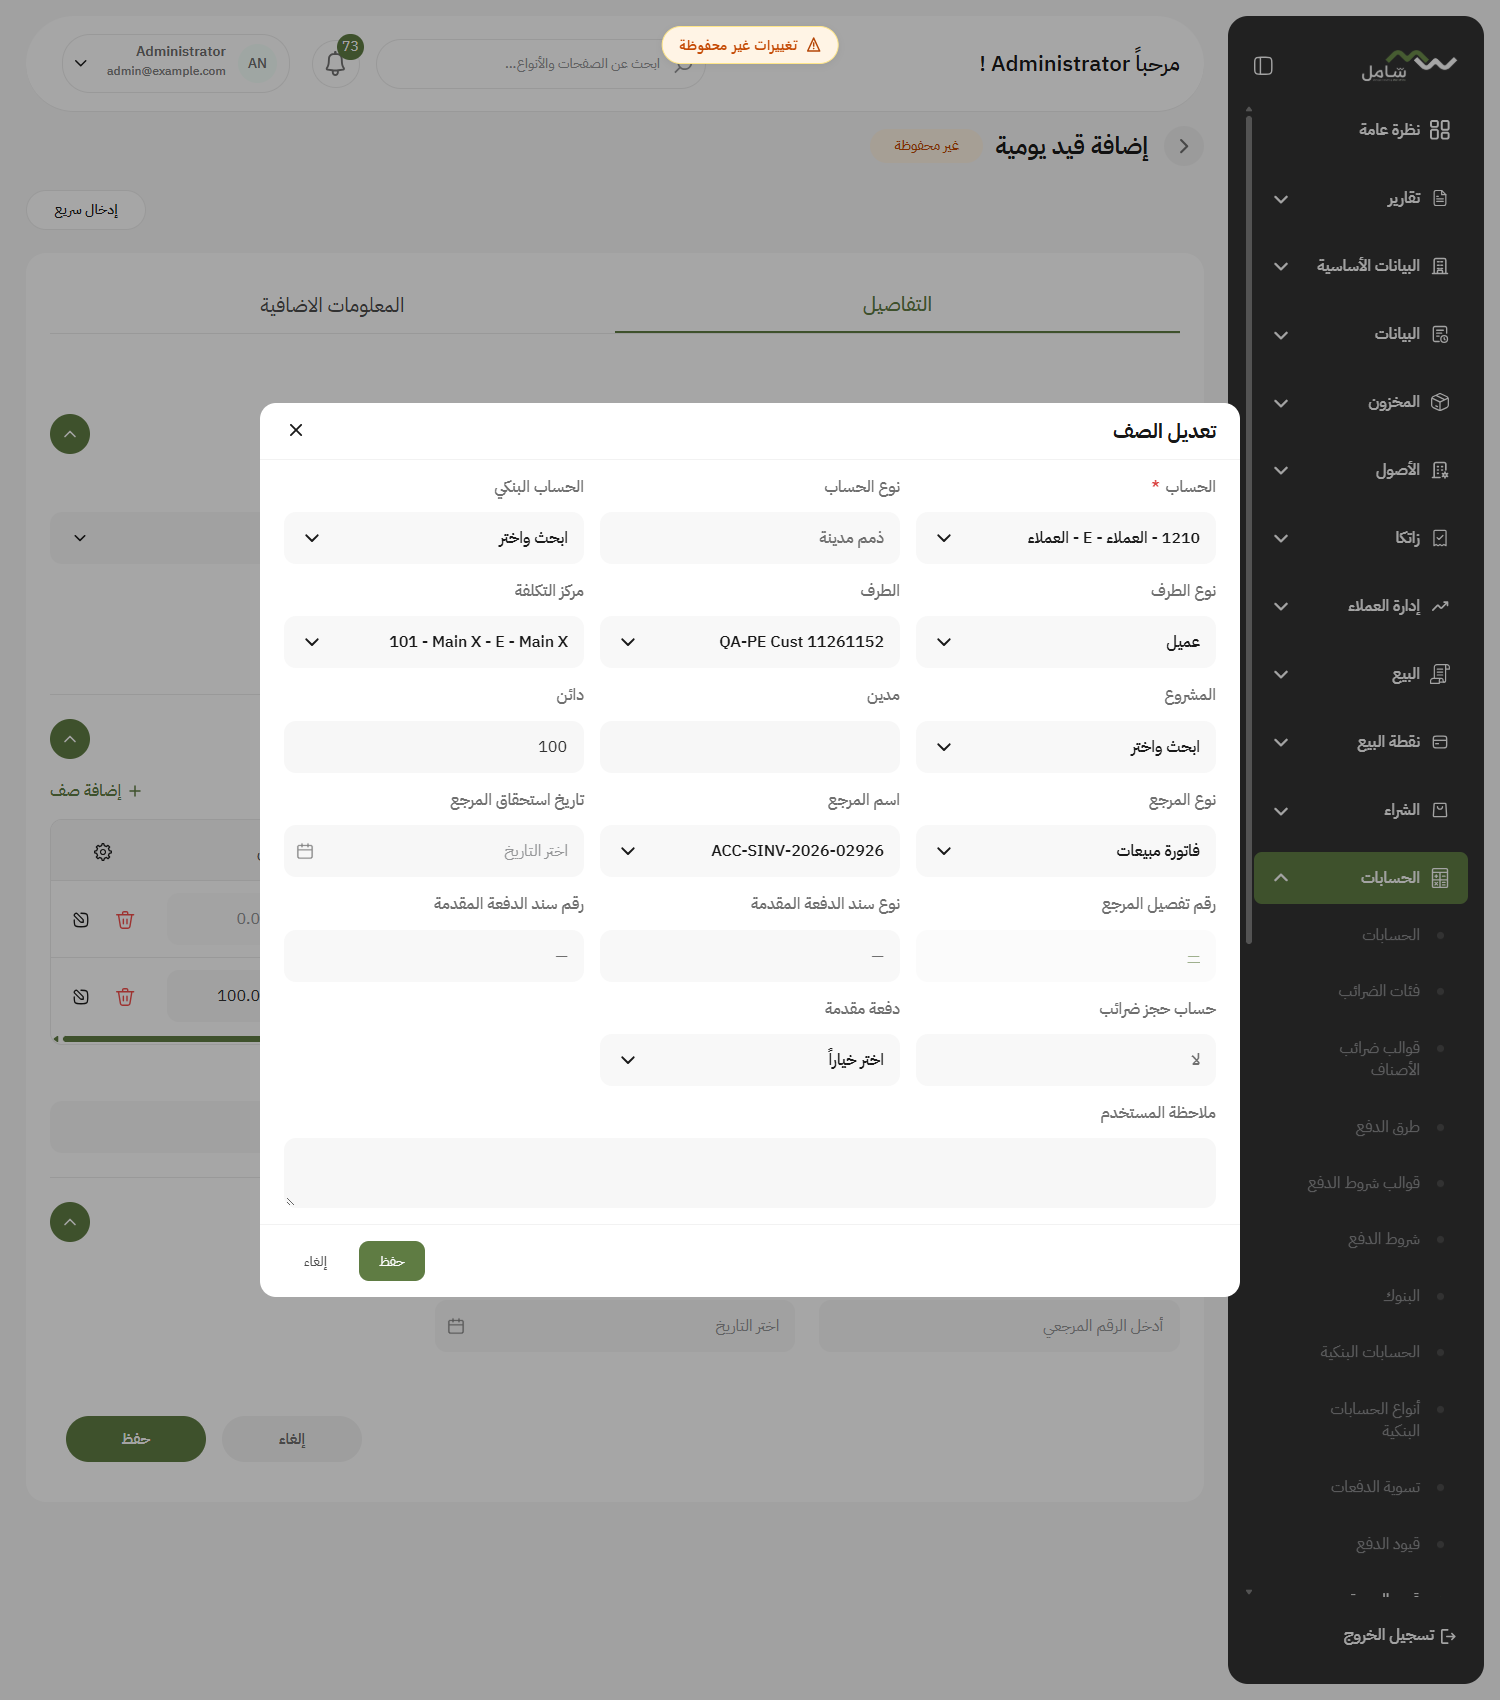 شامل
نظرة عامة
تقارير
البيانات الأساسية
البيانات
المخزون
الأصول
زاتكا
إدارة العملاء
البيع
نقطة البيع
الشراء
الحسابات
الحسابات
فئات الضرائب
قوالب ضرائب الأصناف
طرق الدفع
قوالب شروط الدفع
شروط الدفع
البنوك
الحسابات البنكية
أنواع الحسابات البنكية
تسوية الدفعات
قيود الدفع
تسجيل الخروج
مرحباً Administrator !
تغييرات غير محفوظة
ابحث عن الصفحات والأنواع...
73
AN
Administrator
admin@example.com
إضافة قيد يومية
غير محفوظة
إدخال سريع
التفاصيل
المعلومات الاضافية
تعديل الصف
الحساب *
نوع الحساب
الحساب البنكي
1210 - العملاء - E - العملاء
ذمم مدينة
ابحث واختر
نوع الطرف
الطرف
مركز التكلفة
عميل
QA-PE Cust 11261152
101 - Main X - E - Main X
المشروع
مدين
دائن
ابحث واختر
100
نوع المرجع
اسم المرجع
تاريخ استحقاق المرجع
فاتورة مبيعات
ACC-SINV-2026-02926
اختر التاريخ
رقم تفصيل المرجع
نوع سند الدفعة المقدمة
رقم سند الدفعة المقدمة
—
—
—
حساب حجز ضرائب
دفعة مقدمة
لا
اختر خياراً
ملاحظة المستخدم
حفظ
إلغاء
+ إضافة صف
0.0
100.0
أدخل الرقم المرجعي
اختر التاريخ
إلغاء
حفظ